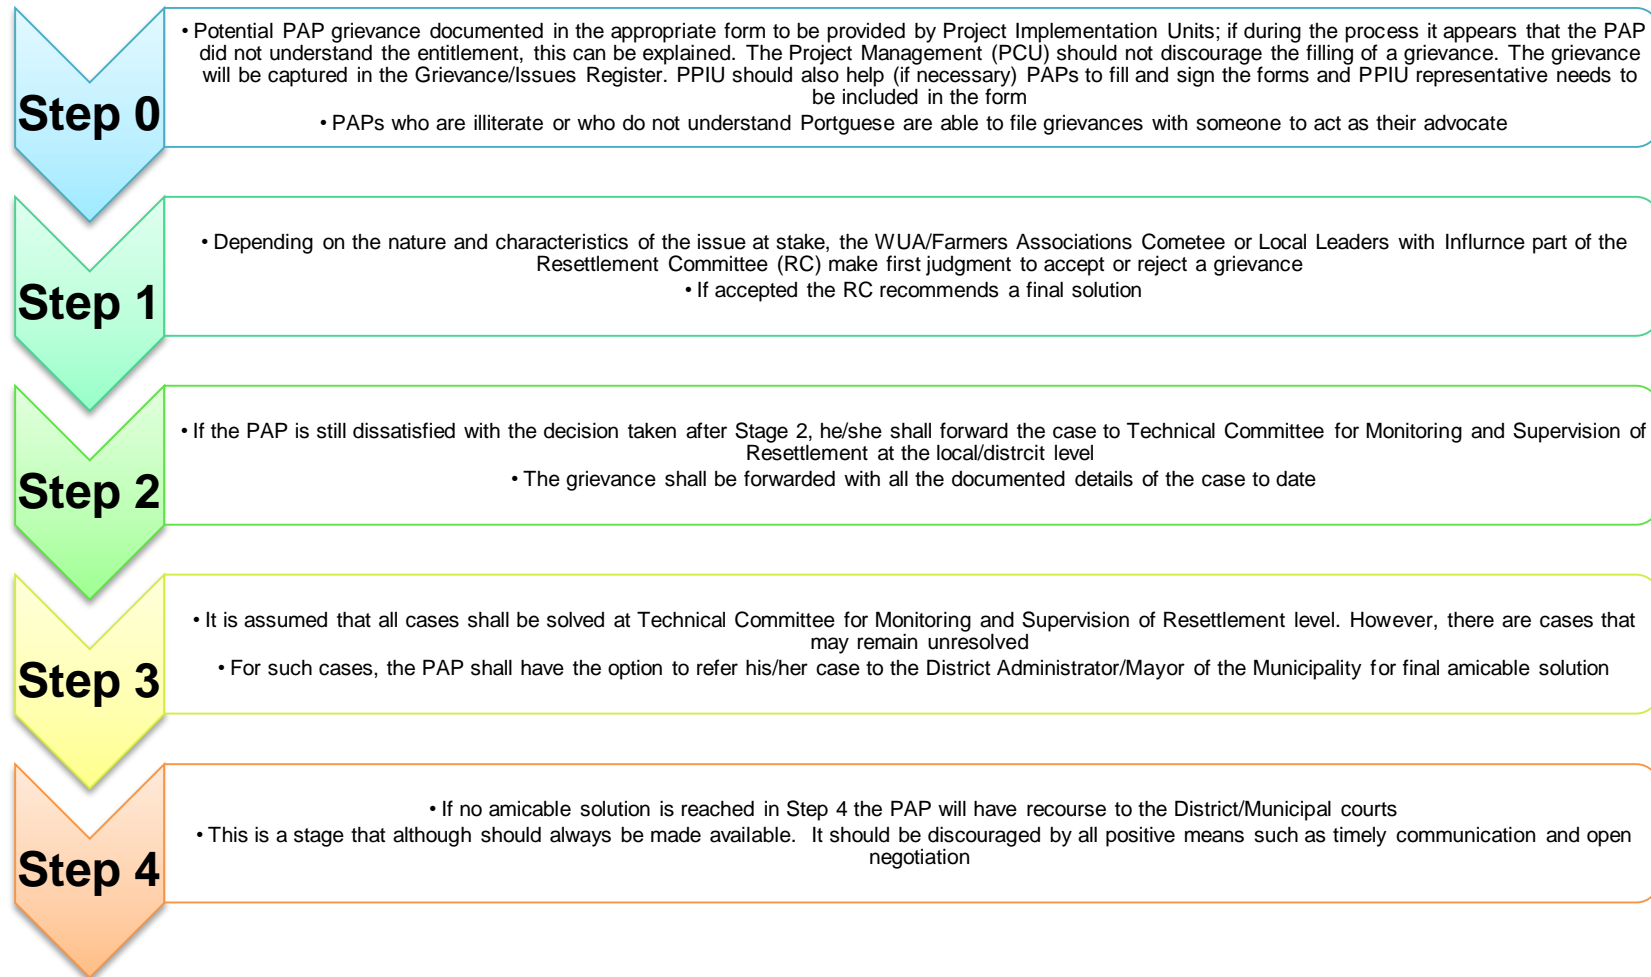 Step 0
• Potential PAP grievance documented in the appropriate form to be provided by Project Implementation Units; if during the process it appears that the PAP
did not understand the entitlement, this can be explained. The Project Management (PCU) should not discourage the filling of a grievance. The grievance
will be captured in the Grievance/Issues Register. PPIU should also help (if necessary) PAPs to fill and sign the forms and PPIU representative needs to
be included in the form
• PAPs who are illiterate or who do not understand Portguese are able to file grievances with someone to act as their advocate
Step 1
• Depending on the nature and characteristics of the issue at stake, the WUA/Farmers Associations Cometee or Local Leaders with Influrnce part of the
Resettlement Committee (RC) make first judgment to accept or reject a grievance
• If accepted the RC recommends a final solution
Step 2
• If the PAP is still dissatisfied with the decision taken after Stage 2, he/she shall forward the case to Technical Committee for Monitoring and Supervision of
Resettlement at the local/distrcit level
• The grievance shall be forwarded with all the documented details of the case to date
Step 3
• It is assumed that all cases shall be solved at Technical Committee for Monitoring and Supervision of Resettlement level. However, there are cases that
may remain unresolved
• For such cases, the PAP shall have the option to refer his/her case to the District Administrator/Mayor of the Municipality for final amicable solution
Step 4
• If no amicable solution is reached in Step 4 the PAP will have recourse to the District/Municipal courts
• This is a stage that although should always be made available. It should be discouraged by all positive means such as timely communication and open
negotiation